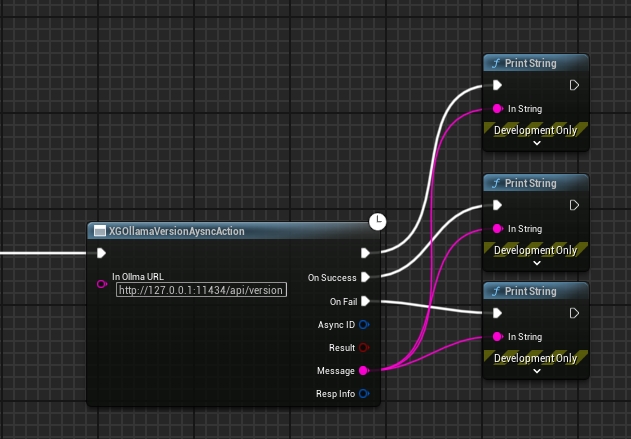 Print String
In String
Development Only
Print String
In String
Development Only
XGOllamaVersionAysncAction
In Ollma URL
http://127.0.0.1:11434/api/version
On Success
On Fail
Async ID
Result
Message
Resp Info
Print String
In String
Development Only